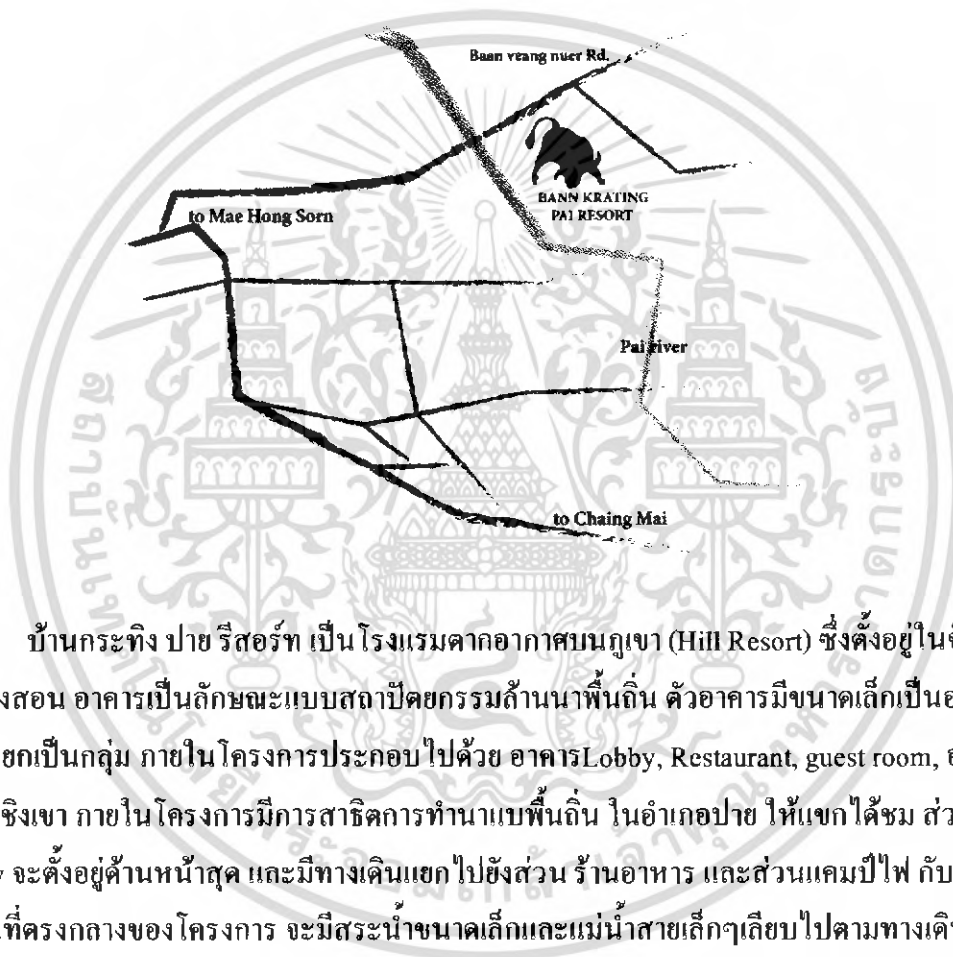 Baan veang nuer Rd.
BANN KRATING
PAI RESORT
to Mae Hong Sorn
Pai river
to Chaing Mai
บ้านกระทิง ปาย รีสอร์ท เป็นโรงแรมตากอากาศบนภูเขา (Hill Resort) ซึ่งตั้งอยู่ใน
งสอน อาคารเป็นลักษณะแบบสถาปัตยกรรมล้านนาพื้นถิ่น ตัวอาคารมีขนาดเล็กเป็น
ยกเป็นกลุ่ม ภายในโครงการประกอบไปด้วย อาคารLobby, Restaurant, guest room,
ชิงเขา ภายในโครงการมีการสาธิตการทำนาแบพื้นถิ่น ในอำเภอปาย ให้แขกได้ชม ส่ว
จะตั้งอยู่ด้านหน้าสุด และมีทางเดินแยกไปยังส่วน ร้านอาหาร และส่วนแคมป์ไฟ กับ
ที่ตรงกลางของโครงการ จะมีสระน้ำขนาดเล็กและแม่น้ำสายเล็กๆเลียบไปตามทางเดิ